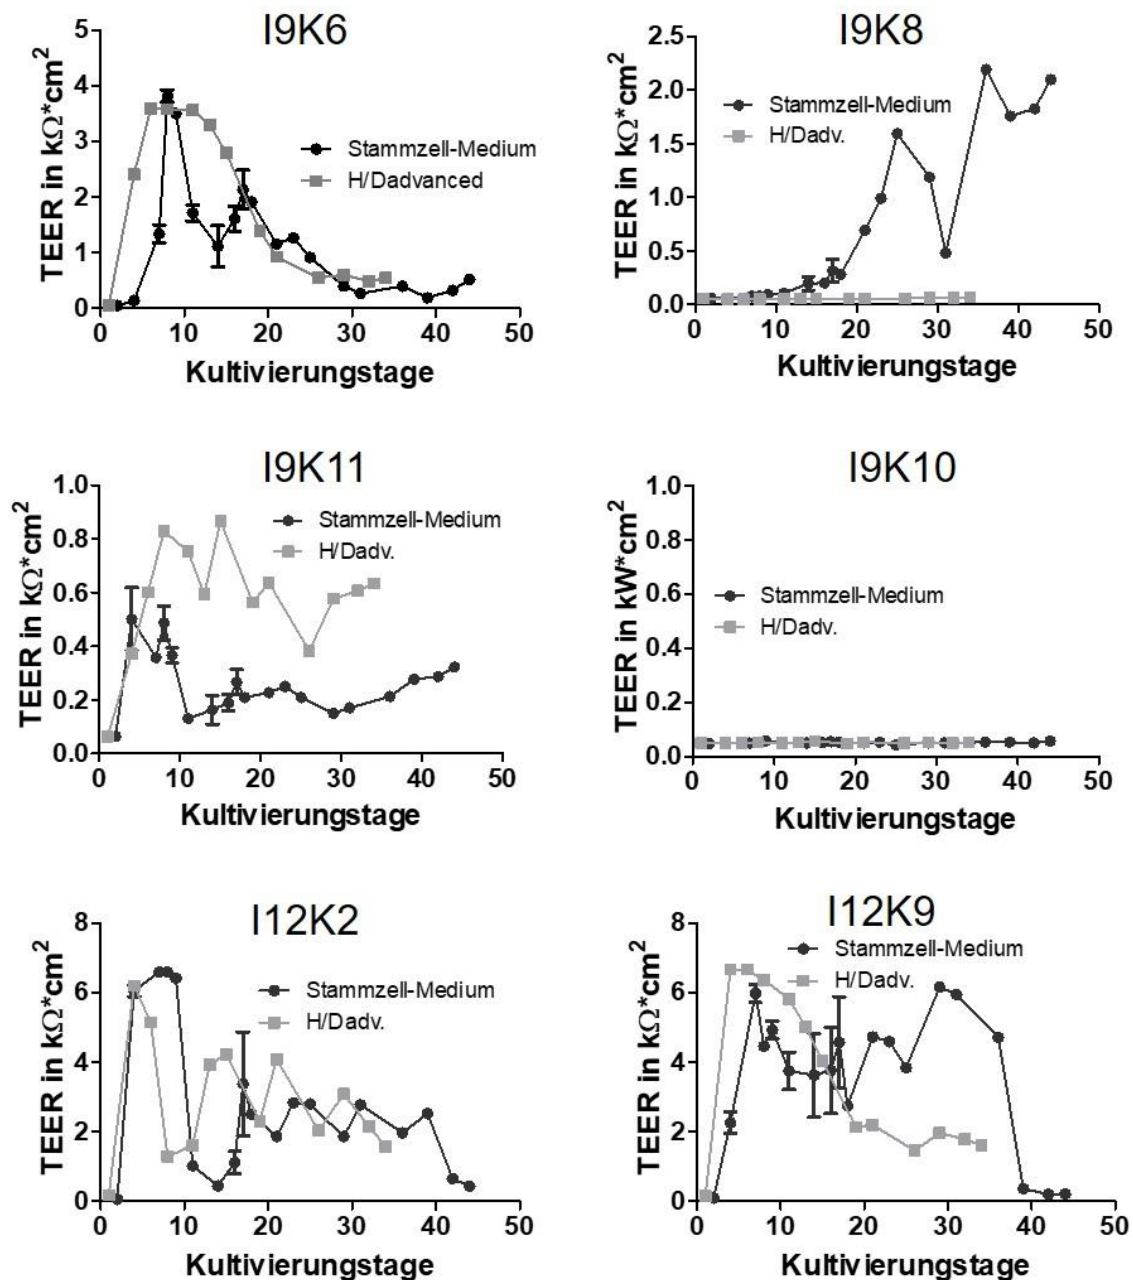 I9K6
TEER in kΩ*cm²
5
4
3
2
1
0
Stammzell-Medium
H/Dadvanced
0 10 20 30 40 50
Kultivierungstage
I9K8
TEER in kΩ*cm²
2.5
2.0
1.5
1.0
0.5
0.0
Stammzell-Medium
H/Dadv.
0 10 20 30 40 50
Kultivierungstage
I9K11
TEER in kΩ*cm²
1.0
0.8
0.6
0.4
0.2
0.0
Stammzell-Medium
H/Dadv.
0 10 20 30 40 50
Kultivierungstage
I9K10
TEER in kW*cm²
1.0
0.8
0.6
0.4
0.2
0.0
Stammzell-Medium
H/Dadv.
0 10 20 30 40 50
Kultivierungstage
I12K2
TEER in kΩ*cm²
8
6
4
2
0
Stammzell-Medium
H/Dadv.
0 10 20 30 40 50
Kultivierungstage
I12K9
TEER in kΩ*cm²
8
6
4
2
0
Stammzell-Medium
H/Dadv.
0 10 20 30 40 50
Kultivierungstage